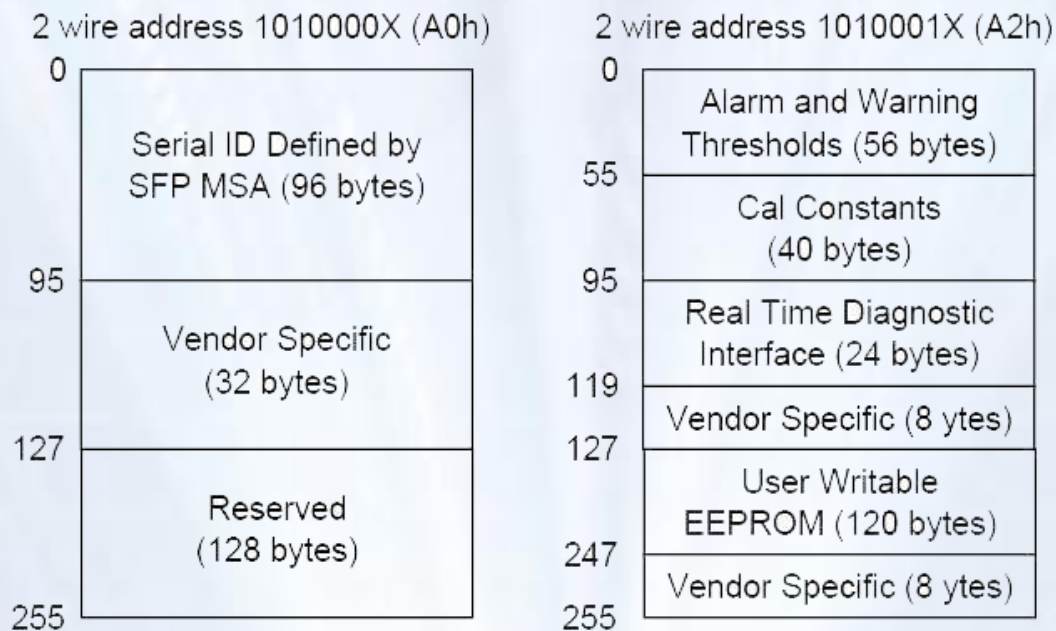 2 wire address 1010000X (A0h)
0
Serial ID Defined by
SFP MSA (96 bytes)
95
Vendor Specific
(32 bytes)
127
Reserved
(128 bytes)
255
2 wire address 1010001X (A2h)
0
Alarm and Warning
Thresholds (56 bytes)
55
Cal Constants
(40 bytes)
95
Real Time Diagnostic
Interface (24 bytes)
119
Vendor Specific (8 ytes)
127
User Writable
EEPROM (120 bytes)
247
Vendor Specific (8 ytes)
255